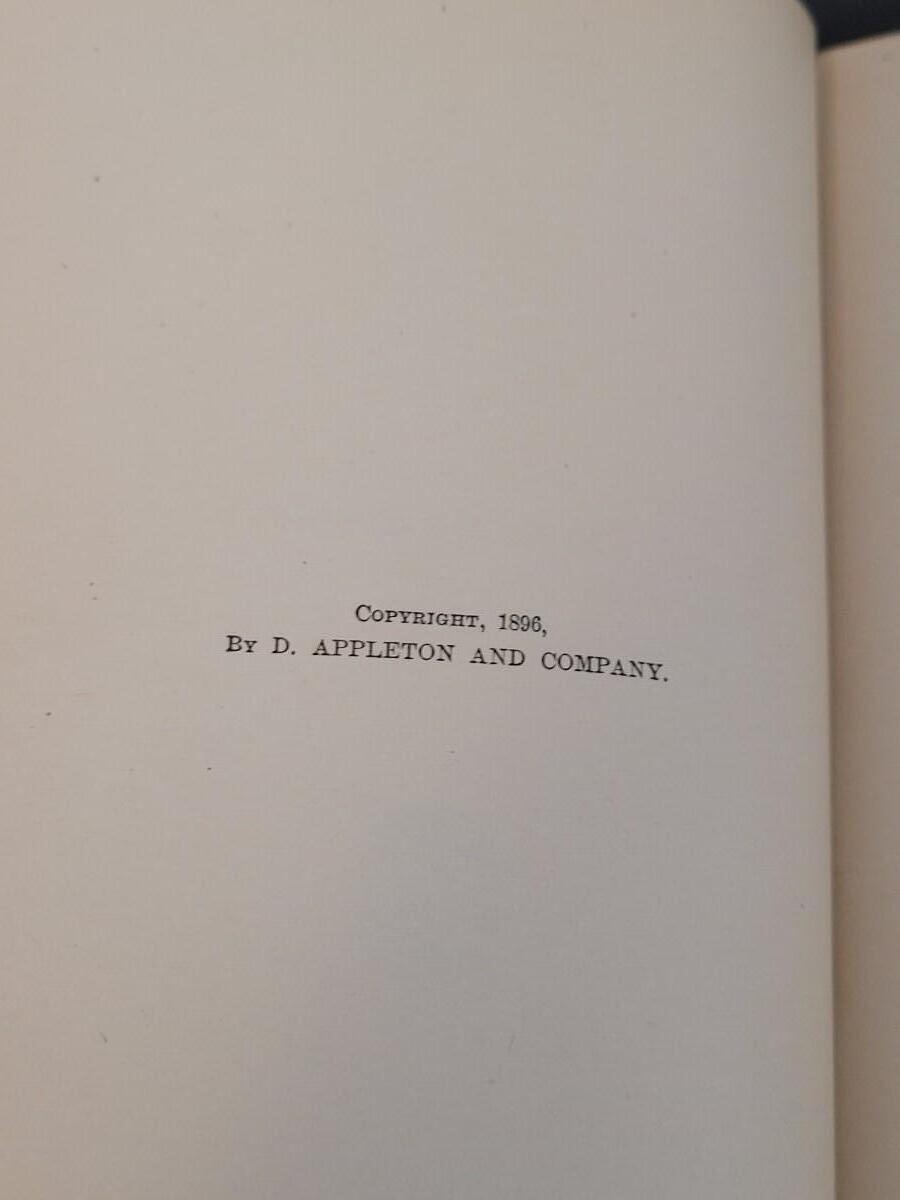 COPYRIGHT, 1896,
BY D. APPLETON AND COMPANY.